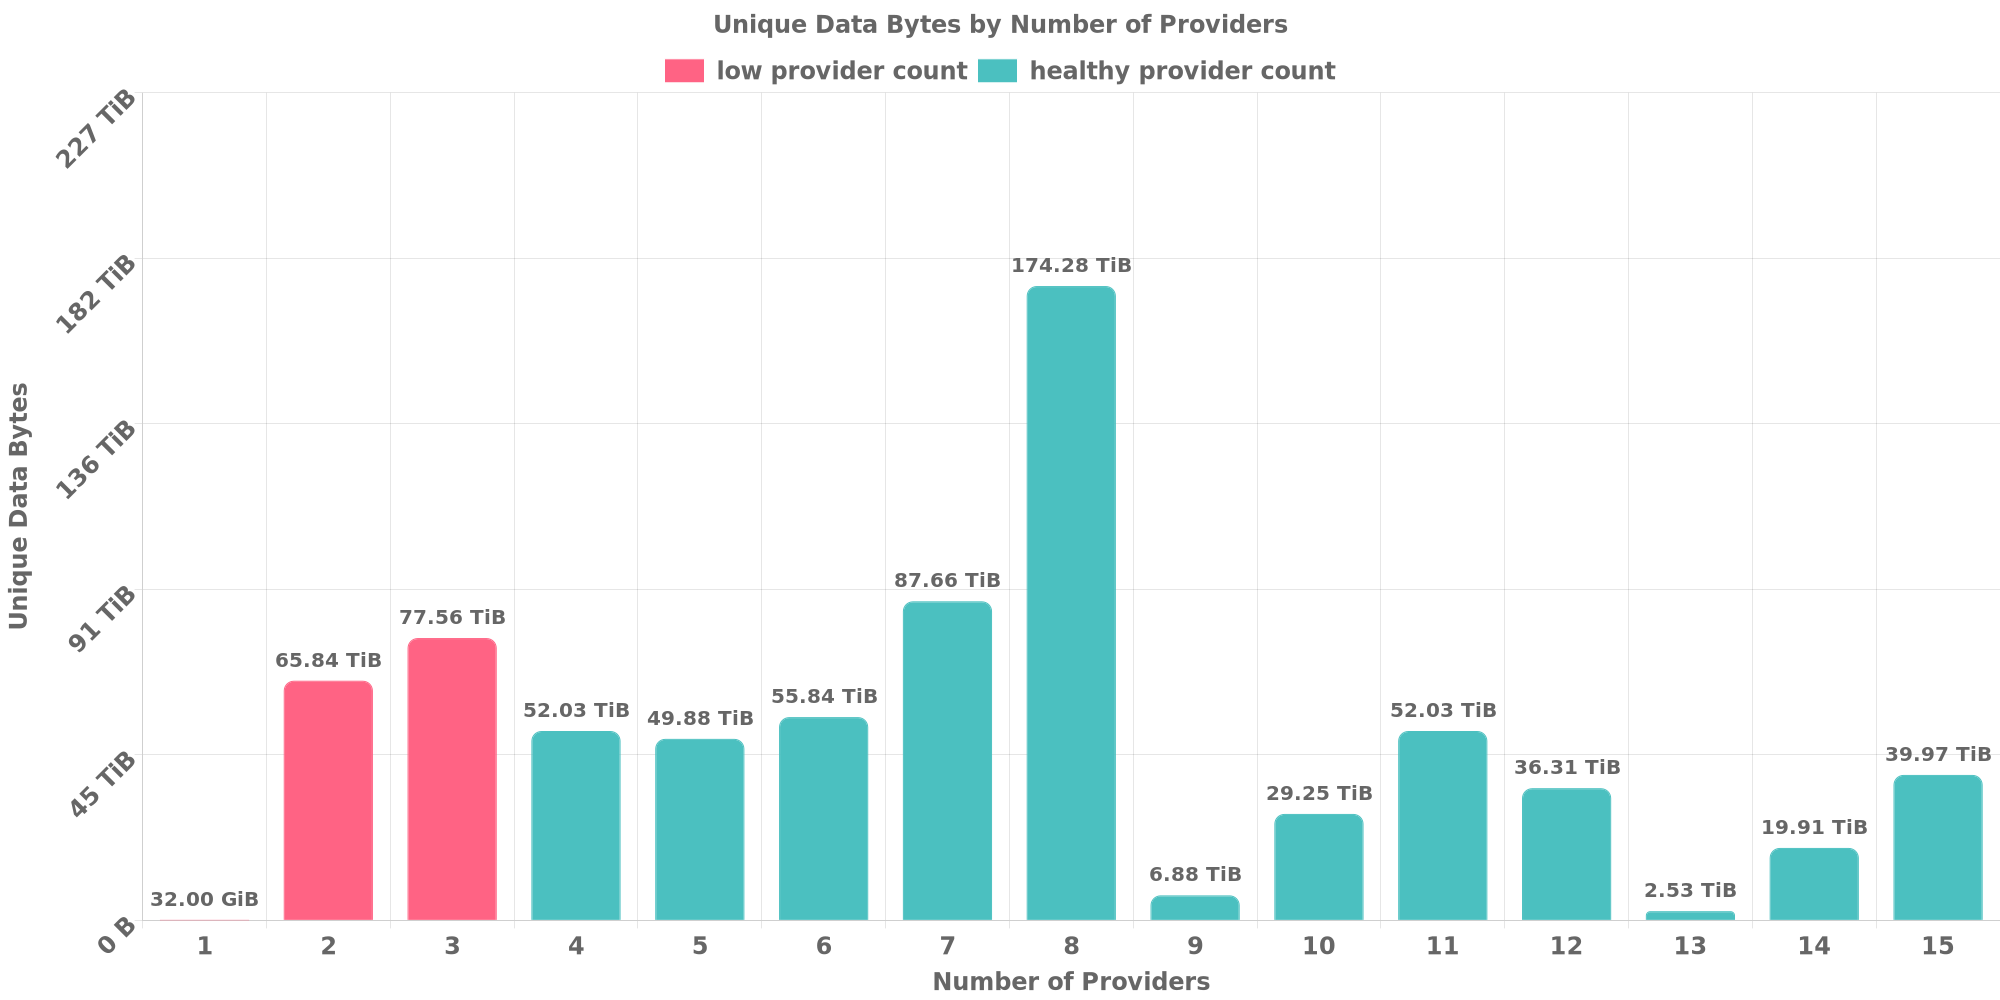 Unique Data Bytes by Number of Providers
low provider count healthy provider count
227 TiB
182 TiB
136 TiB
91 TiB
45 TiB
0 B
Unique Data Bytes
32.00 GiB
65.84 TiB
77.56 TiB
52.03 TiB
49.88 TiB
55.84 TiB
87.66 TiB
174.28 TiB
6.88 TiB
29.25 TiB
52.03 TiB
36.31 TiB
2.53 TiB
19.91 TiB
39.97 TiB
1 2 3 4 5 6 7 8 9 10 11 12 13 14 15
Number of Providers